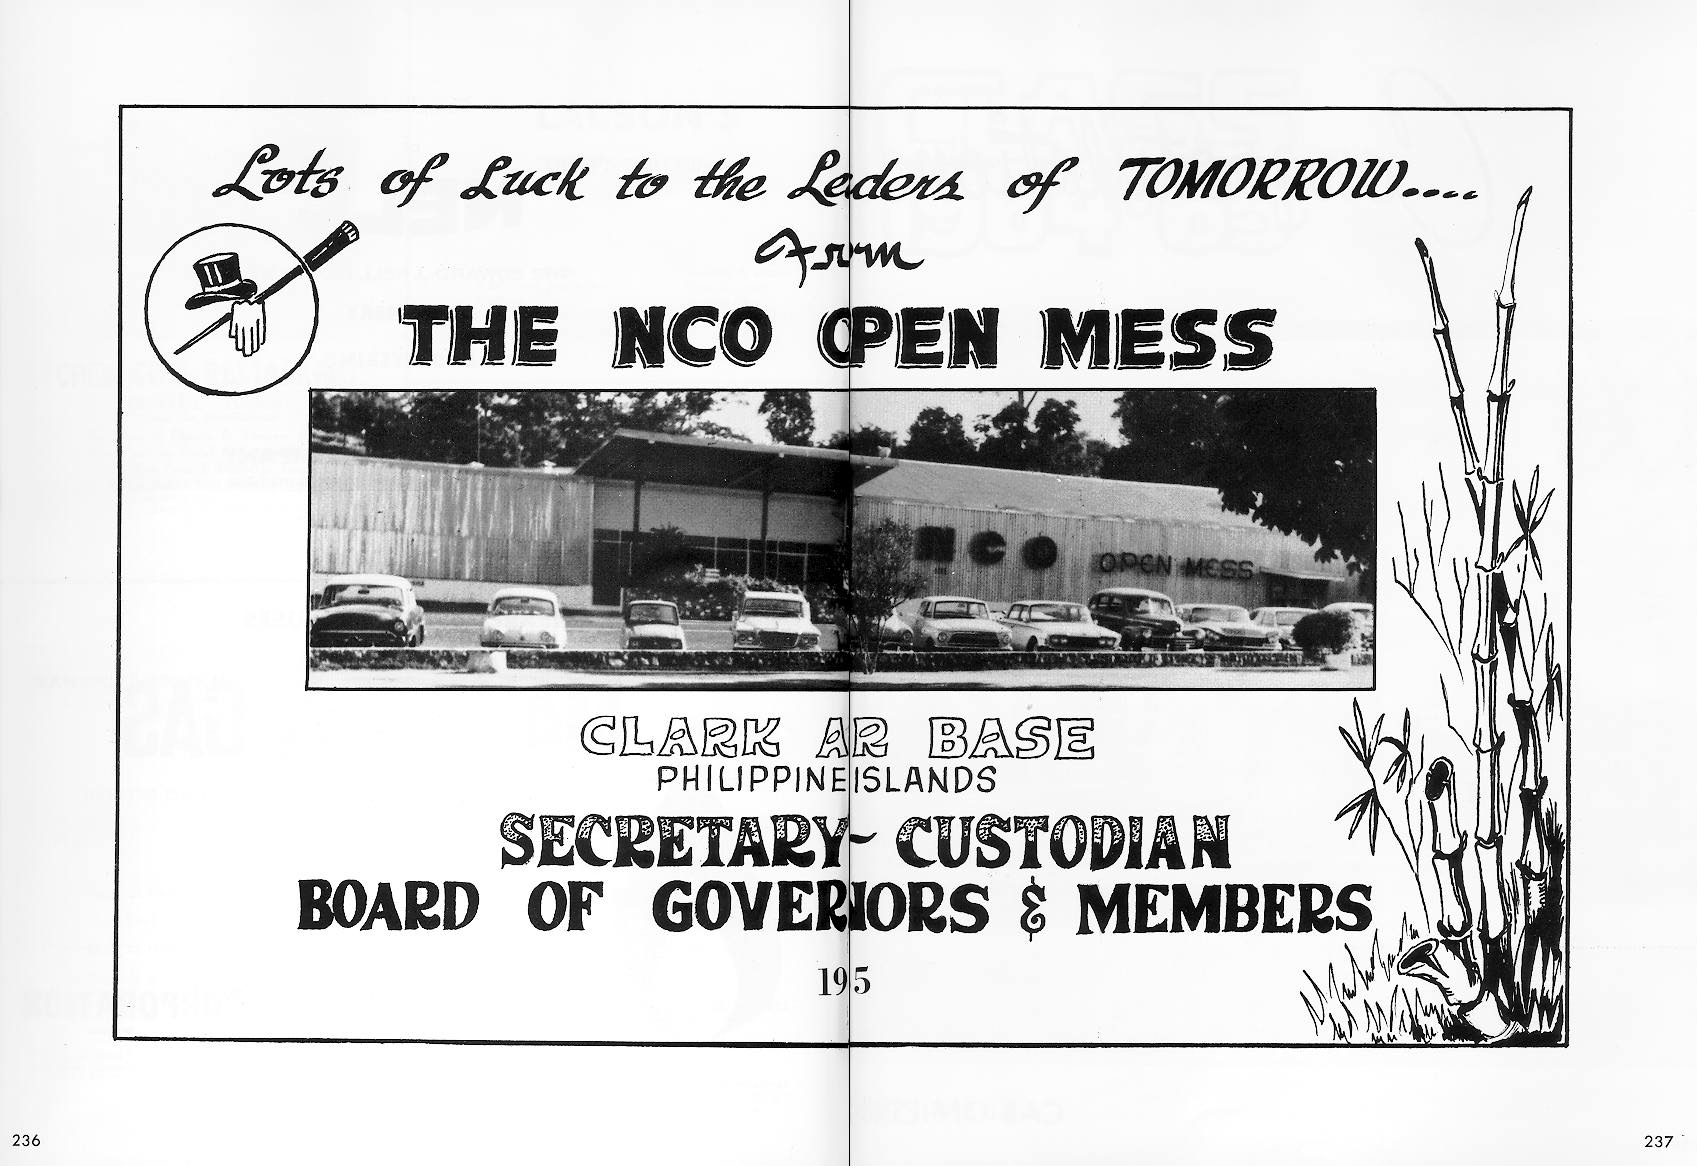 Lots of Luck to the Leaders of TOMORROW....
From
THE NCO OPEN MESS
NCO OPEN MESS
CLARK AR BASE
PHILIPPINE ISLANDS
SECRETARY - CUSTODIAN
BOARD OF GOVERNORS & MEMBERS
195
236
237